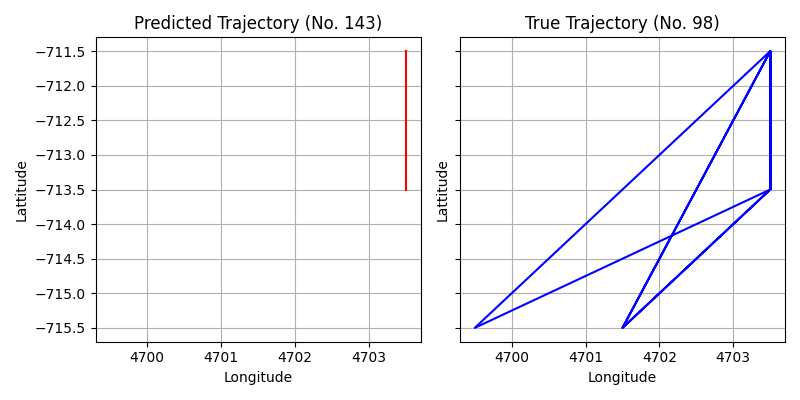 Predicted Trajectory (No. 143)
True Trajectory (No. 98)
Lattitude
−711.5
−712.0
−712.5
−713.0
−713.5
−714.0
−714.5
−715.0
−715.5
4700
4701
4702
4703
Longitude
Lattitude
4700
4701
4702
4703
Longitude